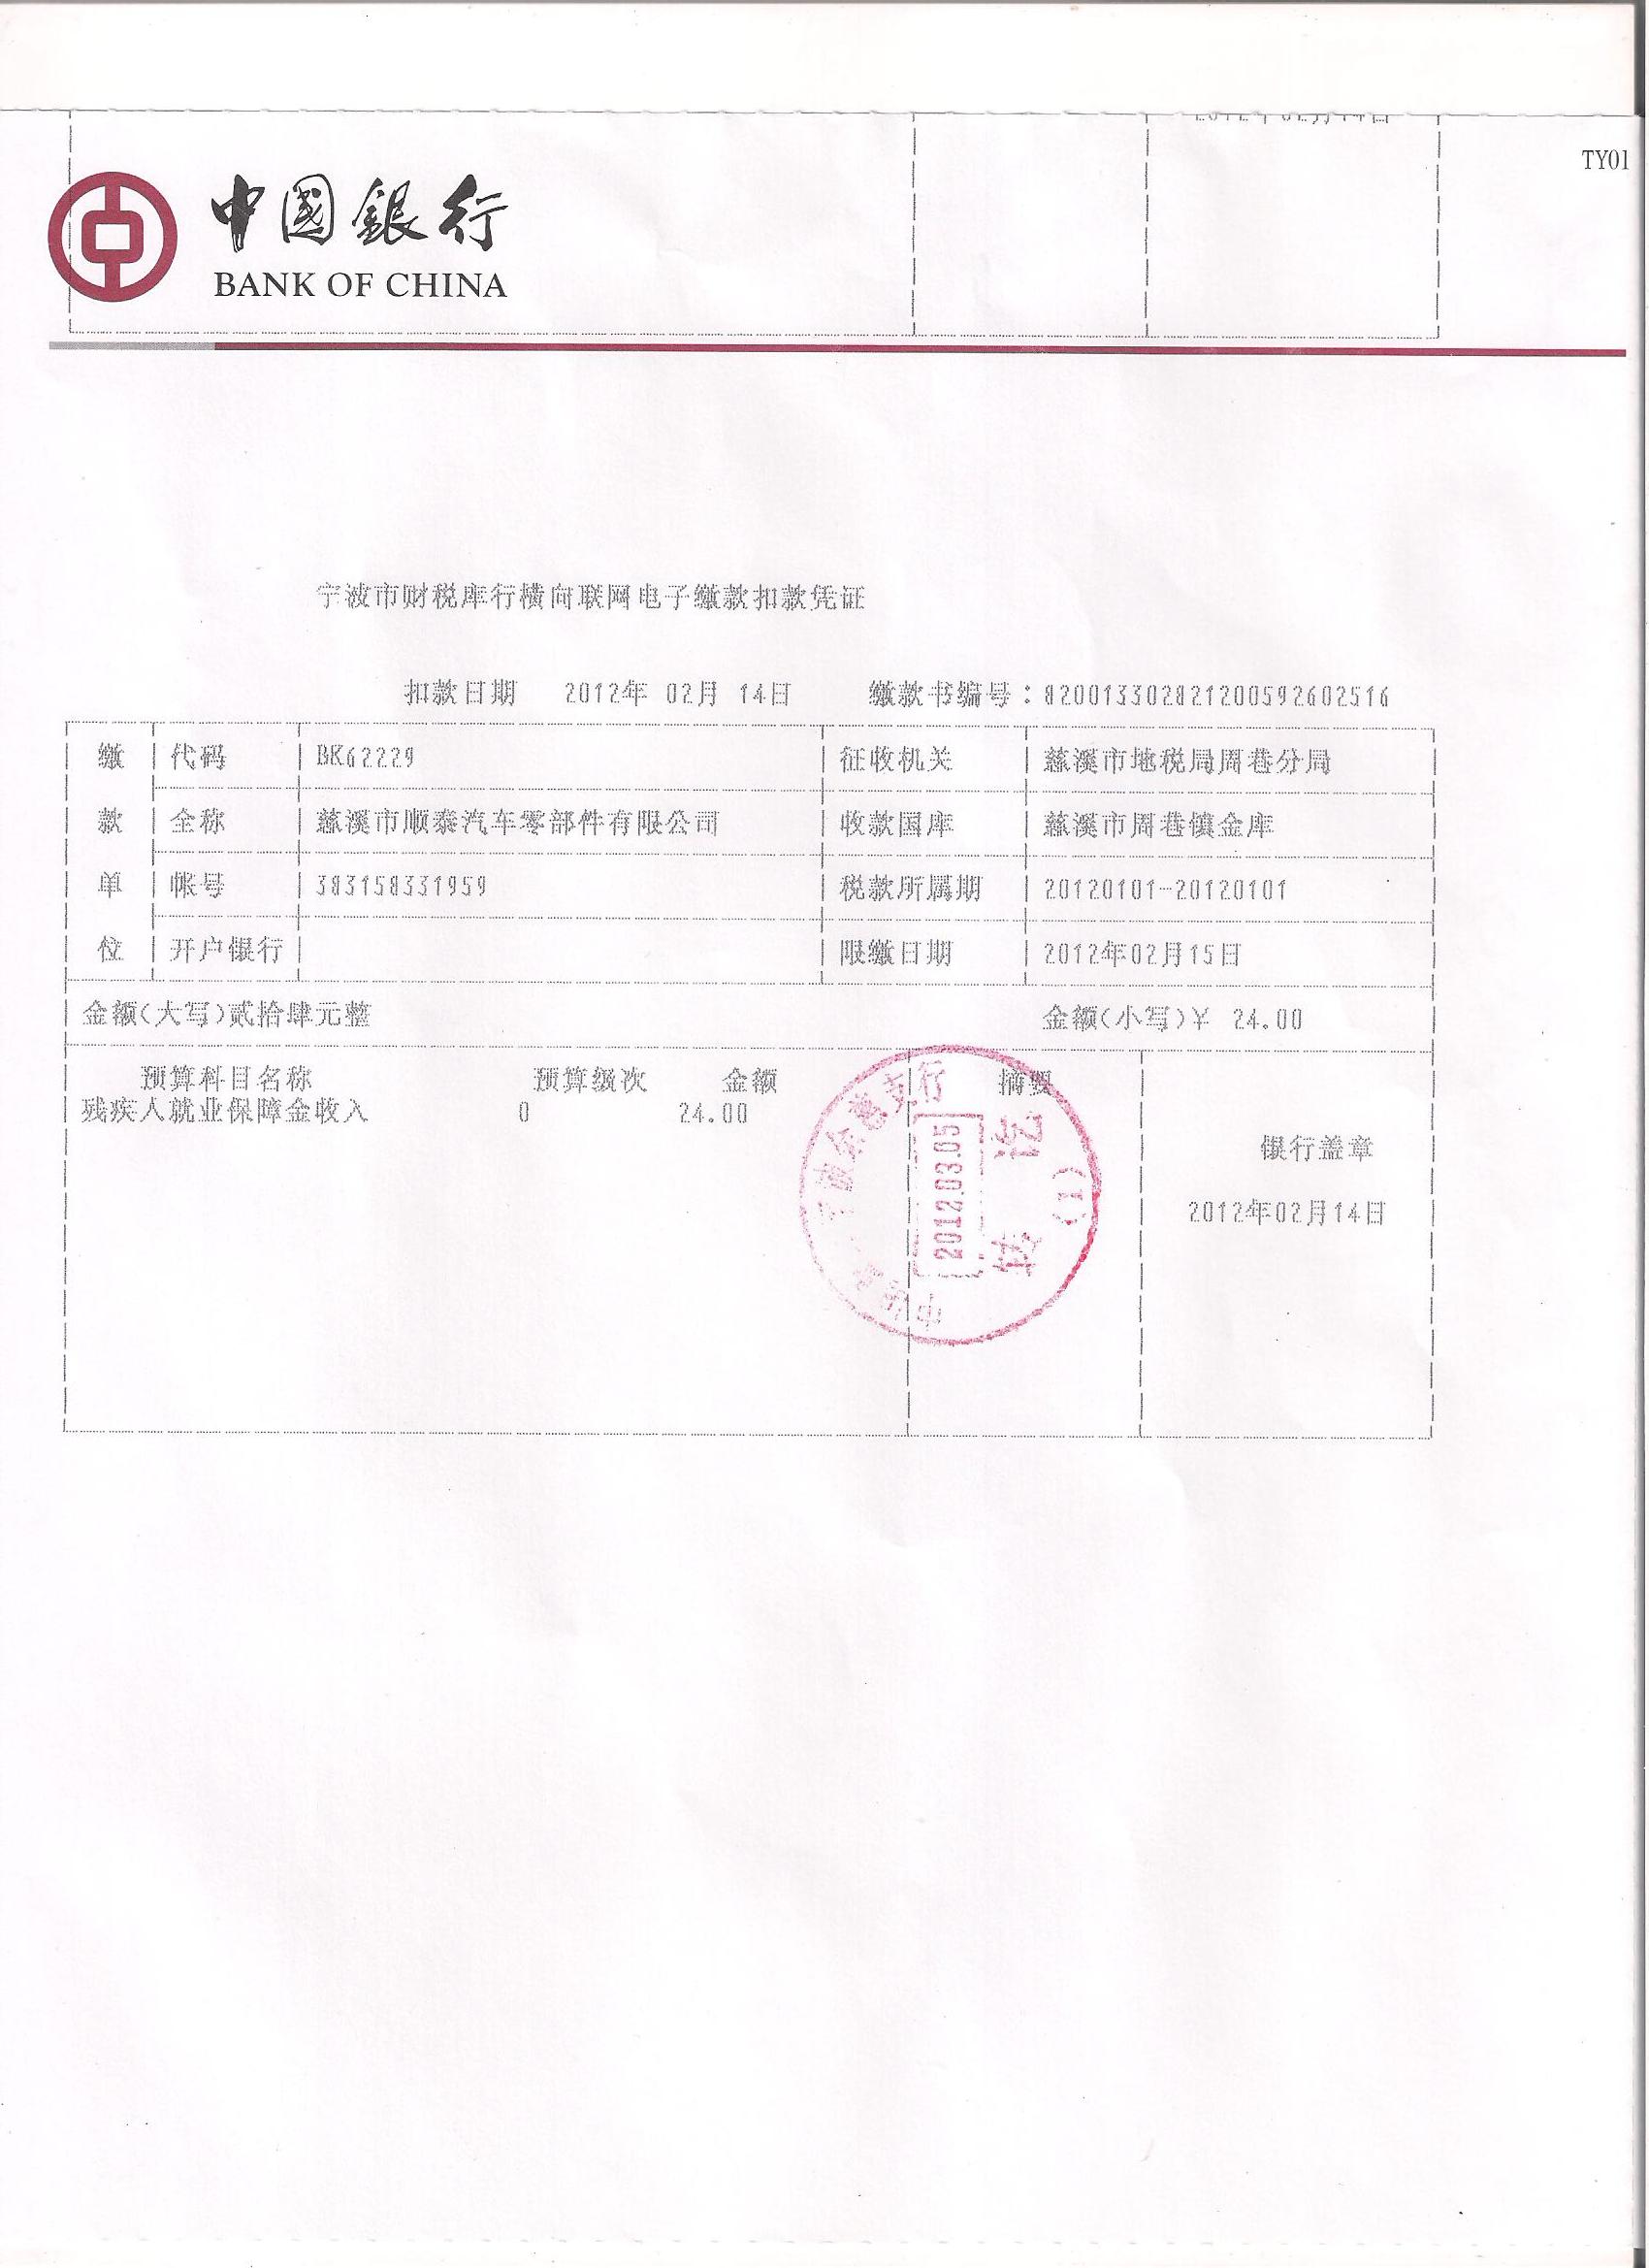 TY01
中國銀行
BANK OF CHINA
宁波市财税库行横向联网电子缴款扣款凭证
扣款日期 2012年 02月 14日 缴款书编号：820013302821200592602516
缴 代码 BK62229 征收机关 慈溪市地税局周巷分局
款 全称 慈溪市顺泰汽车零部件有限公司 收款国库 慈溪市周巷镇金库
单 帐号 383158331959 税款所属期 20120101-20120101
位 开户银行 限缴日期 2012年02月15日
金额(大写)贰拾肆元整 金额(小写)¥ 24.00
预算科目名称 预算级次 金额 摘要
残疾人就业保障金收入 0 24.00
银行盖章
2012年02月14日
2012.03.05
(1)